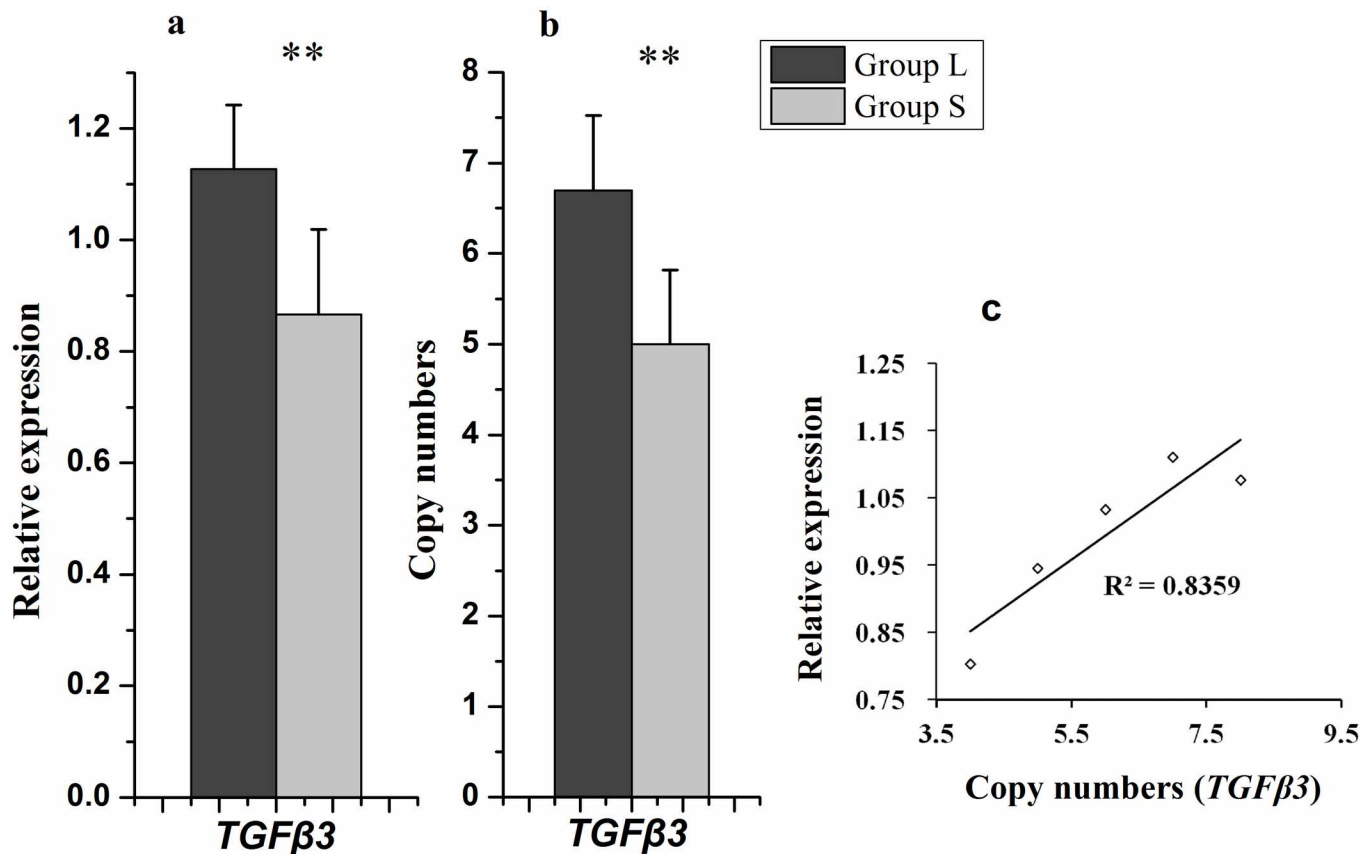 a
**
Relative expression
1.2
1.0
0.8
0.6
0.4
0.2
0.0
TGFβ3
b
**
Copy numbers
8
7
6
5
4
3
2
1
0
TGFβ3
Group L
Group S
c
Relative expression
1.25
1.15
1.05
0.95
0.85
0.75
R² = 0.8359
3.5 5.5 7.5 9.5
Copy numbers (TGFβ3)